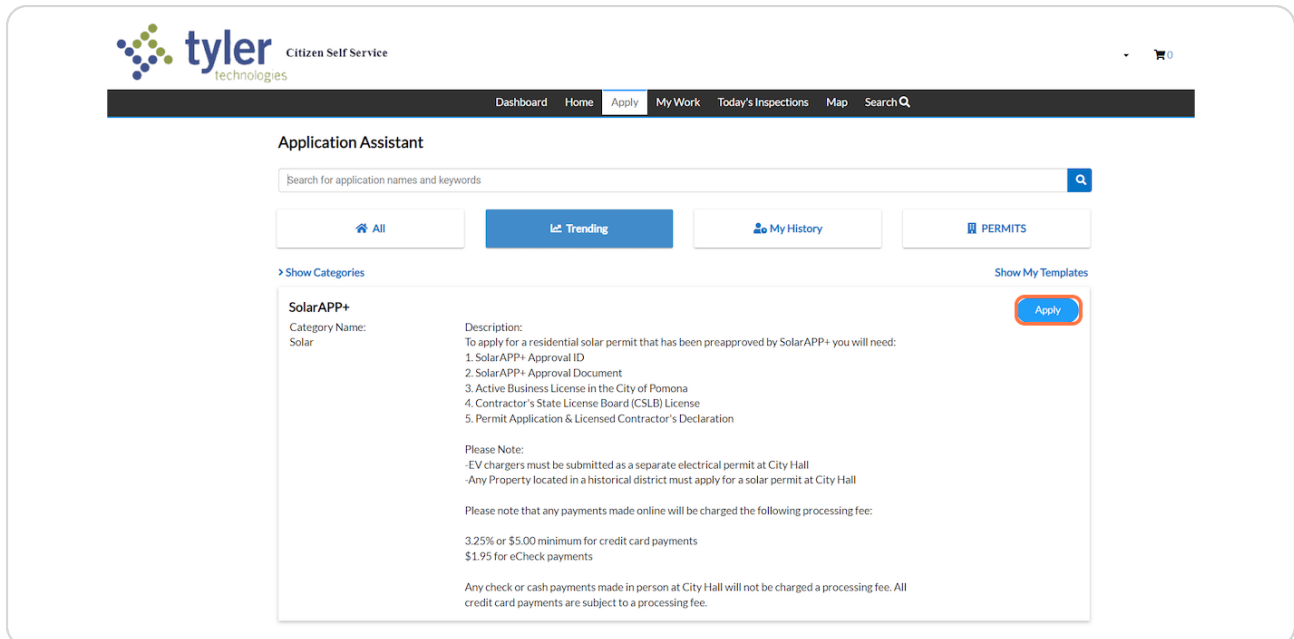 tyler technologies Citizen Self Service
0
Dashboard Home Apply My Work Today's Inspections Map Search
Application Assistant
Search for application names and keywords
All Trending My History PERMITS
Show Categories Show My Templates
SolarAPP+ Apply
Category Name:
Solar
Description:
To apply for a residential solar permit that has been preapproved by SolarAPP+ you will need:
1. SolarAPP+ Approval ID
2. SolarAPP+ Approval Document
3. Active Business License in the City of Pomona
4. Contractor's State License Board (CSLB) License
5. Permit Application & Licensed Contractor's Declaration
Please Note:
-EV chargers must be submitted as a separate electrical permit at City Hall
-Any Property located in a historical district must apply for a solar permit at City Hall
Please note that any payments made online will be charged the following processing fee:
3.25% or $5.00 minimum for credit card payments
$1.95 for eCheck payments
Any check or cash payments made in person at City Hall will not be charged a processing fee. All
credit card payments are subject to a processing fee.